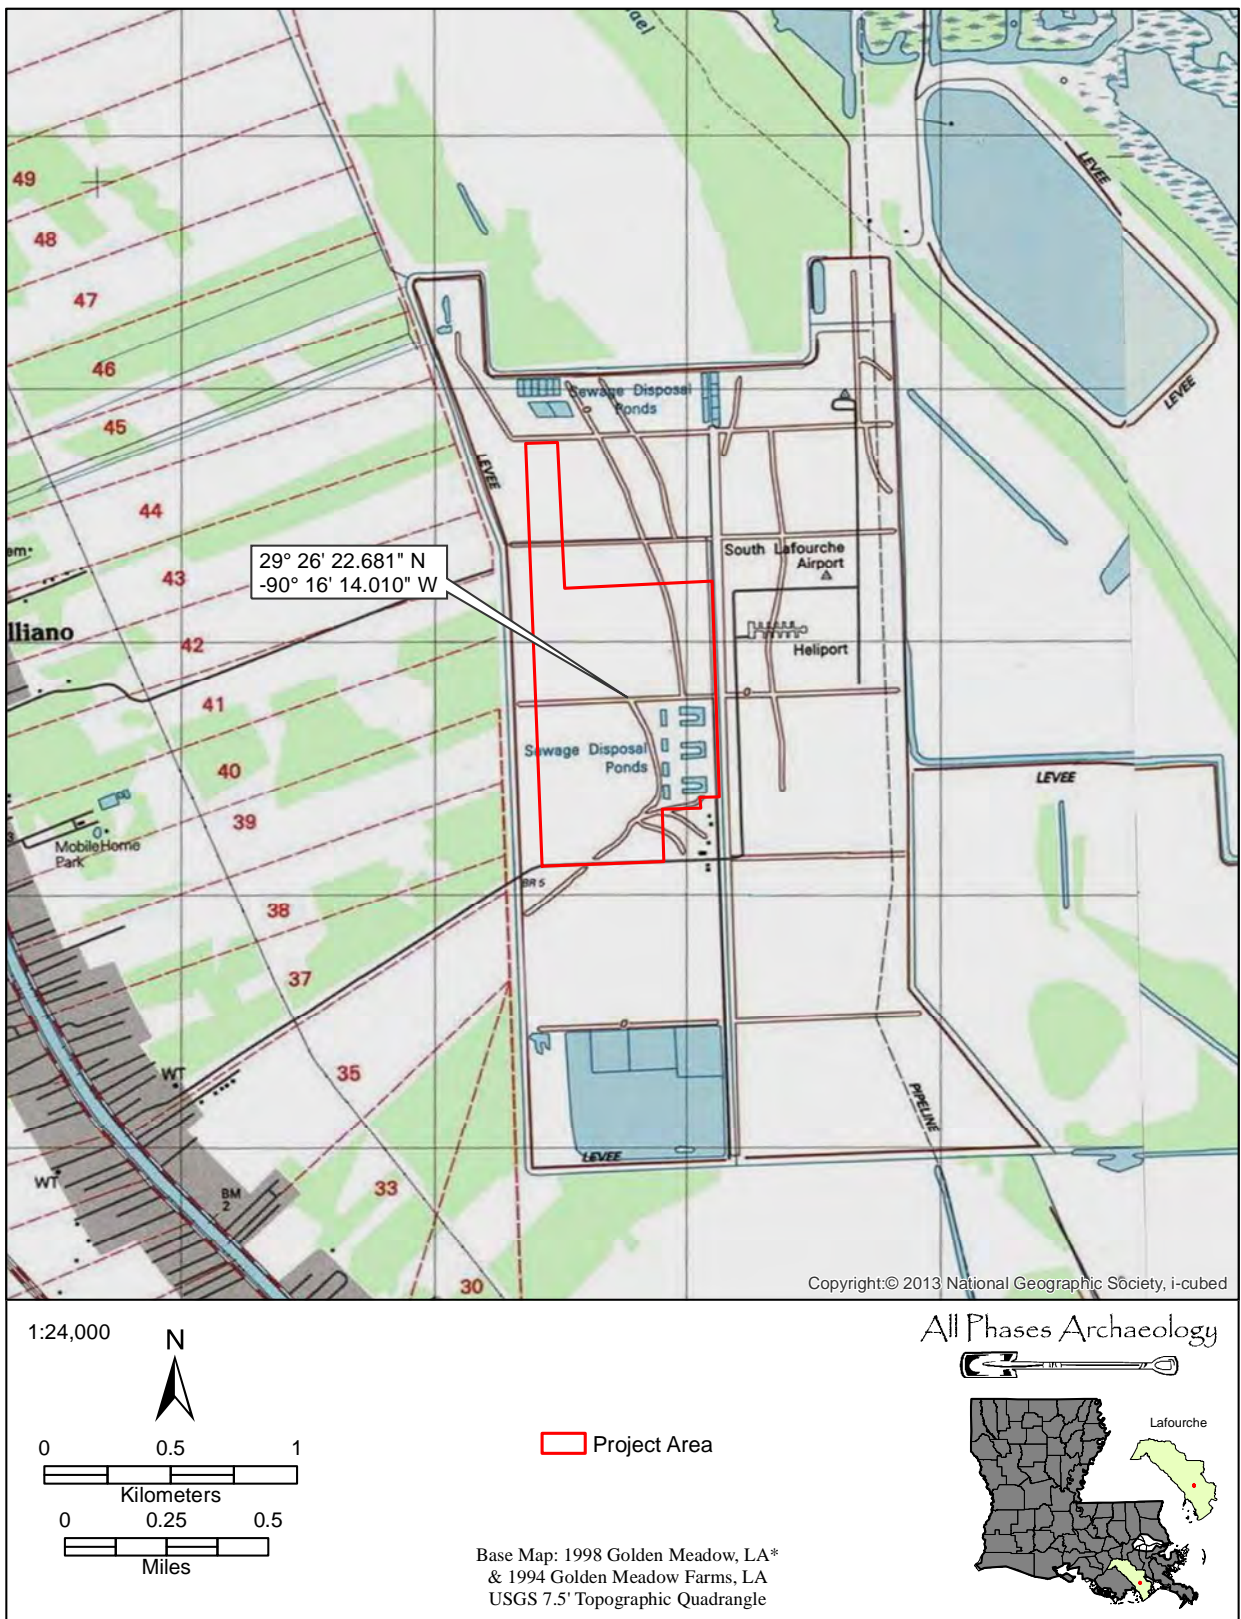 ael
LEVEE
49
48
47
46
45
44
43
42
41
40
39
38
37
35
33
30
Sewage Disposal
Ponds
LEVEE
LEVEE
29° 26' 22.681" N
-90° 16' 14.010" W
South Lafourche
Airport
Heliport
em
lliano
Sewage Disposal
Ponds
LEVEE
Mobile Home
Park
3
BR 5
WT
WT
BM
2
PIPELINE
LEVEE
Copyright:© 2013 National Geographic Society, i-cubed
1:24,000
N
0 0.5 1
Kilometers
0 0.25 0.5
Miles
Project Area
Base Map: 1998 Golden Meadow, LA*
& 1994 Golden Meadow Farms, LA
USGS 7.5' Topographic Quadrangle
All Phases Archaeology
Lafourche